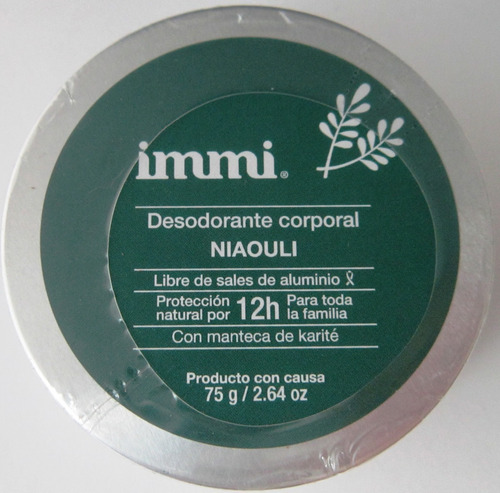 immi®
Desodorante corporal
NIAOULI
Libre de sales de aluminio
Protección natural por 12h Para toda la familia
Con manteca de karité
Producto con causa
75 g / 2.64 oz